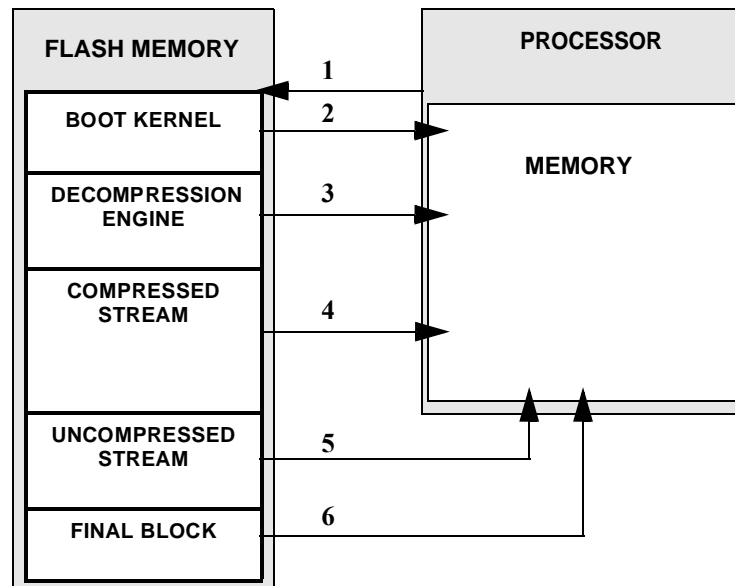 FLASH MEMORY
PROCESSOR
1
BOOT KERNEL
2
MEMORY
DECOMPRESSION
ENGINE
3
COMPRESSED
STREAM
4
UNCOMPRESSED
STREAM
5
FINAL BLOCK
6